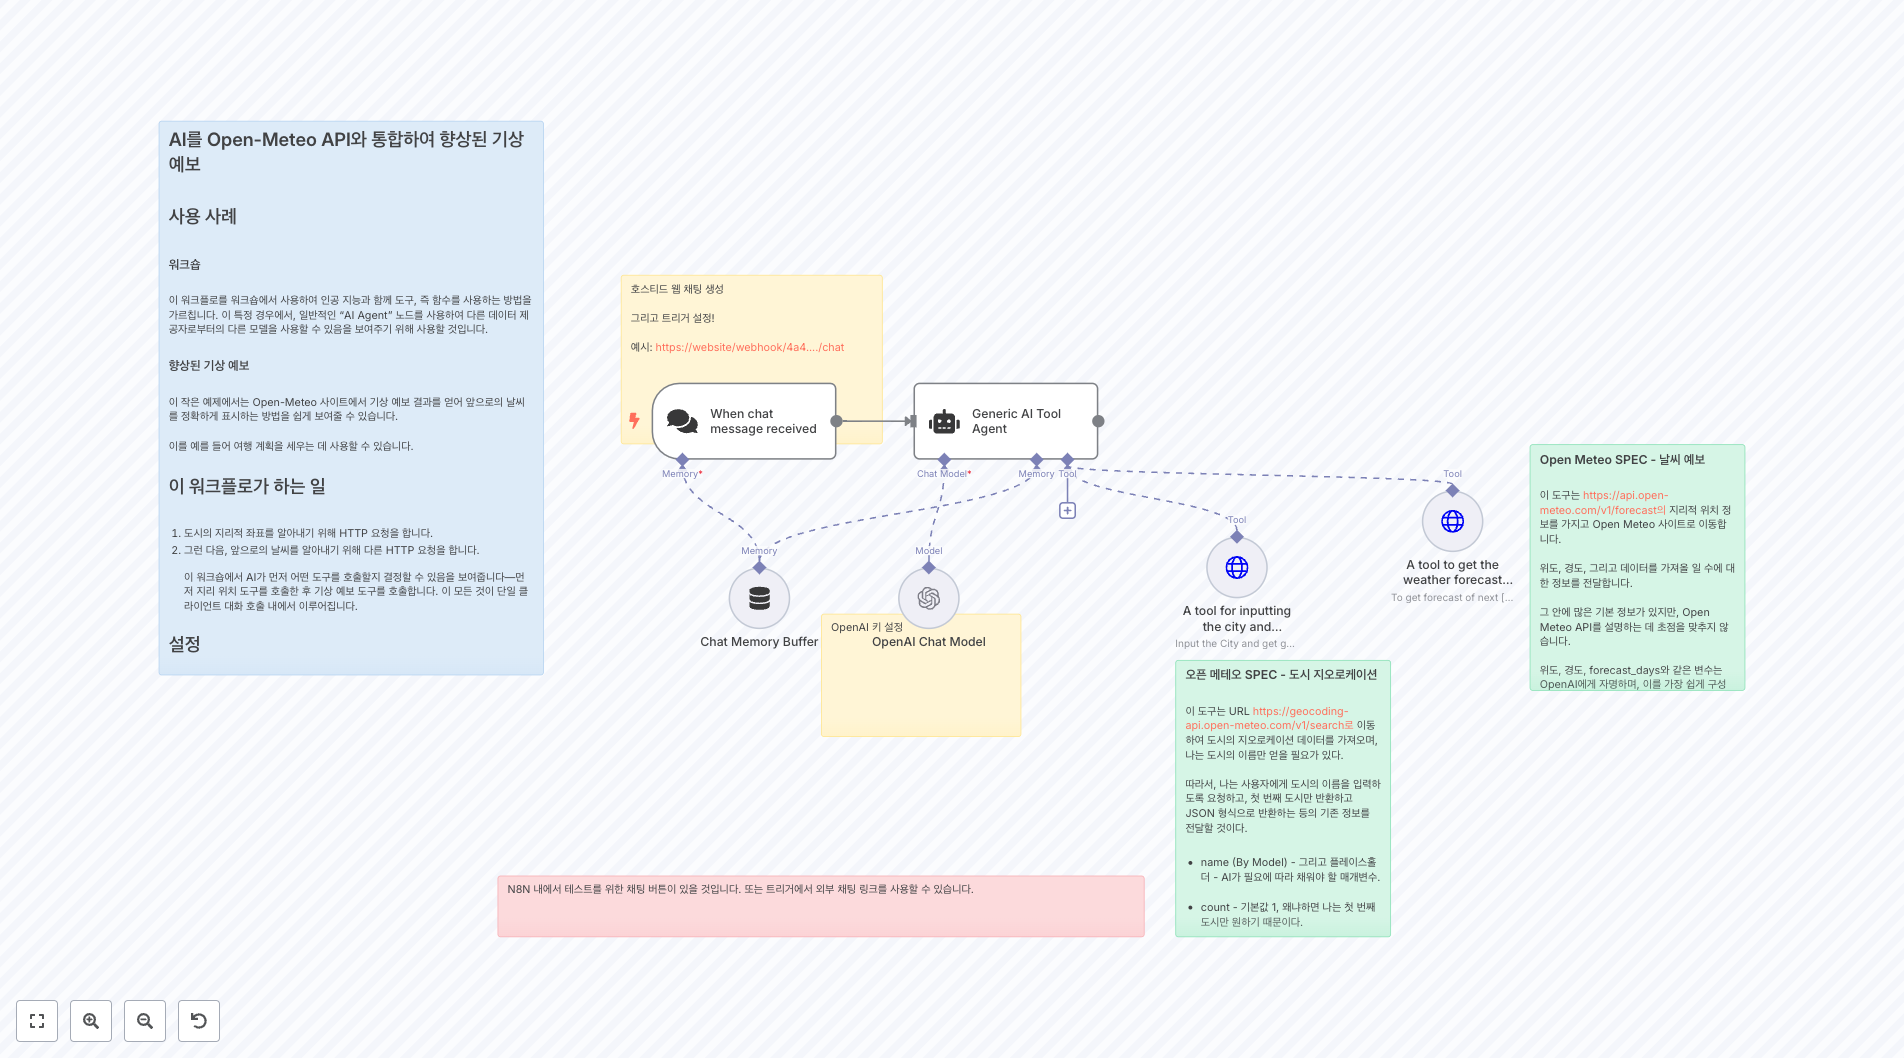 AI를 Open-Meteo API와 통합하여 향상된 기상
예보
사용 사례
워크숍
이 워크플로를 워크숍에서 사용하여 인공 지능과 함께 도구, 즉 함수를 사용하는 방법을
가르칩니다. 이 특정 경우에서, 일반적인 “AI Agent” 노드를 사용하여 다른 데이터 제
공자로부터의 다른 모델을 사용할 수 있음을 보여주기 위해 사용할 것입니다.
향상된 기상 예보
이 작은 예제에서는 Open-Meteo 사이트에서 기상 예보 결과를 얻어 앞으로의 날씨
를 정확하게 표시하는 방법을 쉽게 보여줄 수 있습니다.
이를 예를 들어 여행 계획을 세우는 데 사용할 수 있습니다.
이 워크플로가 하는 일
1. 도시의 지리적 좌표를 알아내기 위해 HTTP 요청을 합니다.
2. 그런 다음, 앞으로의 날씨를 알아내기 위해 다른 HTTP 요청을 합니다.
이 워크숍에서 AI가 먼저 어떤 도구를 호출할지 결정할 수 있음을 보여줍니다—먼
저 지리 위치 도구를 호출한 후 기상 예보 도구를 호출합니다. 이 모든 것이 단일 클
라이언트 대화 호출 내에서 이루어집니다.
설정
호스티드 웹 채팅 생성
그리고 트리거 설정!
예시: https://website/webhook/4a4..../chat
When chat
message received
Generic AI Tool
Agent
Memory*
Chat Model*
Memory
Tool
Memory
Model
Tool
Tool
Chat Memory Buffer
OpenAI 키 설정
OpenAI Chat Model
A tool for inputting
the city and...
Input the City and get g...
A tool to get the
weather forecast...
To get forecast of next [...
Open Meteo SPEC - 날씨 예보
이 도구는 https://api.open-
meteo.com/v1/forecast의 지리적 위치 정
보를 가지고 Open Meteo 사이트로 이동합
니다.
위도, 경도, 그리고 데이터를 가져올 일 수에 대
한 정보를 전달합니다.
그 안에 많은 기본 정보가 있지만, Open
Meteo API를 설명하는 데 초점을 맞추지 않
습니다.
위도, 경도, forecast_days와 같은 변수는
OpenAI에게 자명하며, 이를 가장 쉽게 구성
오픈 메테오 SPEC - 도시 지오로케이션
이 도구는 URL https://geocoding-
api.open-meteo.com/v1/search로 이동
하여 도시의 지오로케이션 데이터를 가져오며,
나는 도시의 이름만 얻을 필요가 있다.
따라서, 나는 사용자에게 도시의 이름을 입력하
도록 요청하고, 첫 번째 도시만 반환하고
JSON 형식으로 반환하는 등의 기존 정보를
전달할 것이다.
• name (By Model) - 그리고 플레이스홀
더 - AI가 필요에 따라 채워야 할 매개변수.
• count - 기본값 1, 왜냐하면 나는 첫 번째
도시만 원하기 때문이다.
N8N 내에서 테스트를 위한 채팅 버튼이 있을 것입니다. 또는 트리거에서 외부 채팅 링크를 사용할 수 있습니다.